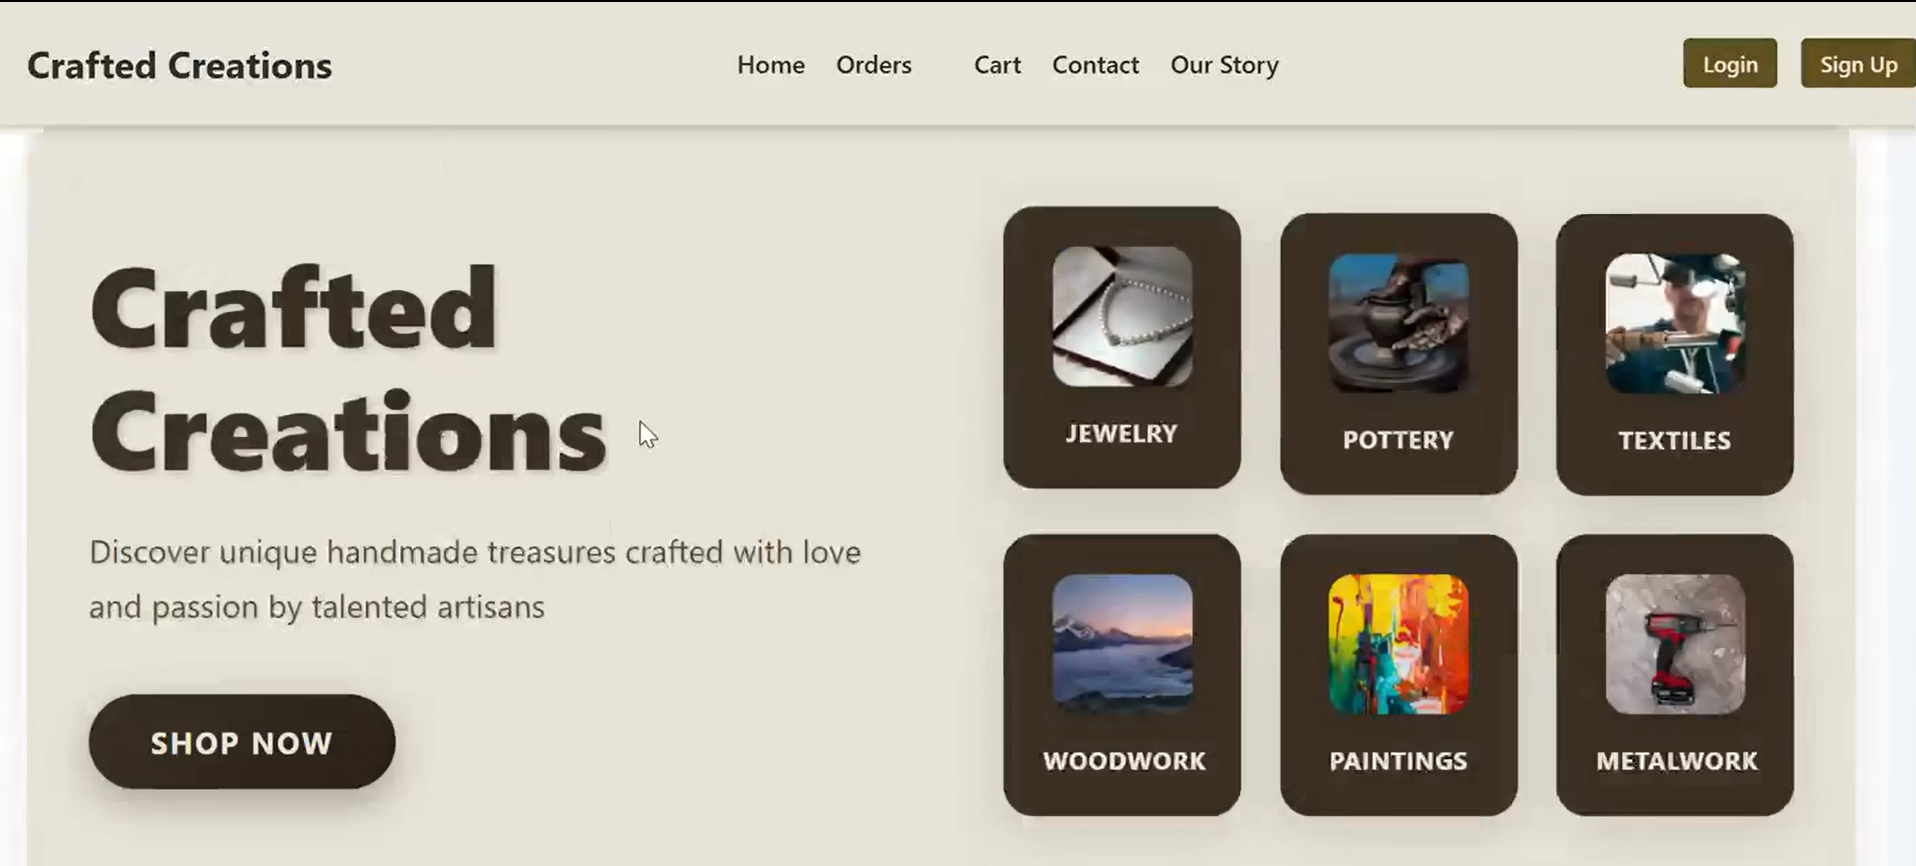 Crafted Creations
Home Orders Cart Contact Our Story
Login Sign Up
Crafted
Creations
Discover unique handmade treasures crafted with love
and passion by talented artisans
SHOP NOW
JEWELRY
POTTERY
TEXTILES
WOODWORK
PAINTINGS
METALWORK